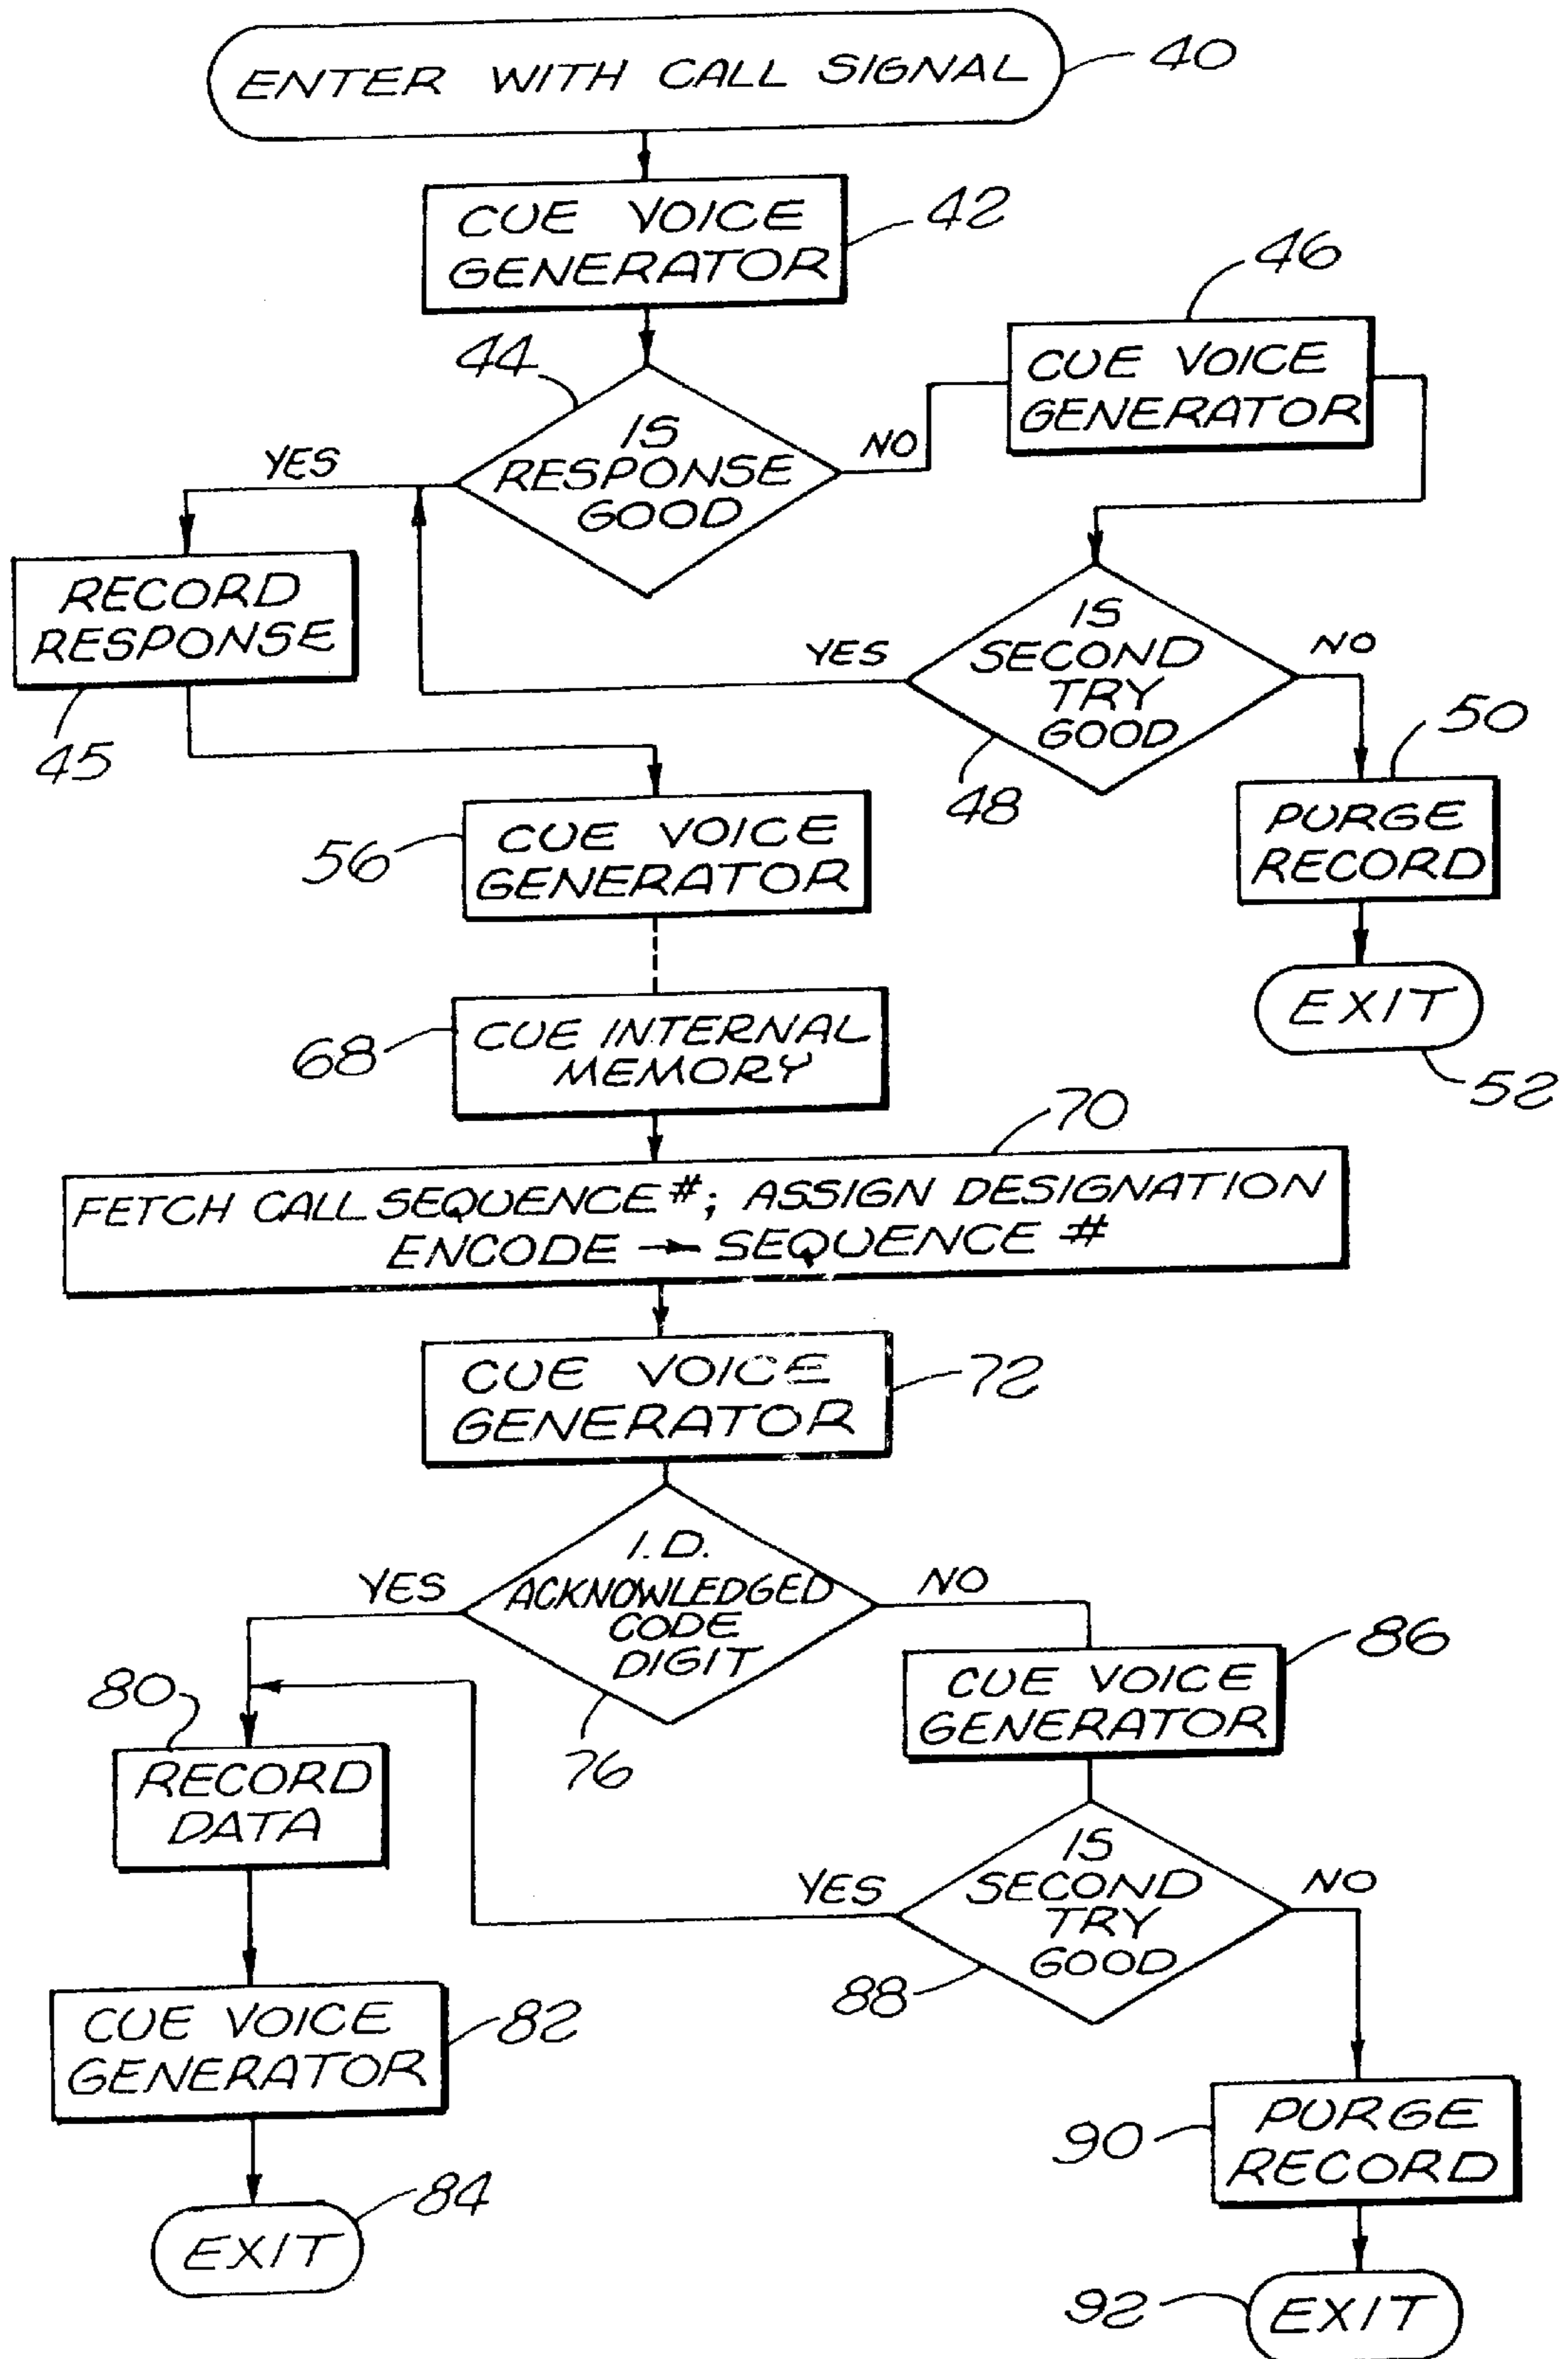 ENTER WITH CALL SIGNAL
40
CUE VOICE
GENERATOR
42
44
IS
RESPONSE
GOOD
YES
NO
46
CUE VOICE
GENERATOR
RECORD
RESPONSE
45
IS
SECOND
TRY
GOOD
YES
NO
48
50
PURGE
RECORD
EXIT
52
56
CUE VOICE
GENERATOR
68
CUE INTERNAL
MEMORY
70
FETCH CALL SEQUENCE #; ASSIGN DESIGNATION
ENCODE → SEQUENCE #
CUE VOICE
GENERATOR
72
I.D.
ACKNOWLEDGED
CODE
DIGIT
YES
NO
76
86
CUE VOICE
GENERATOR
80
RECORD
DATA
IS
SECOND
TRY
GOOD
YES
NO
88
CUE VOICE
GENERATOR
82
90
PURGE
RECORD
84
EXIT
92
EXIT